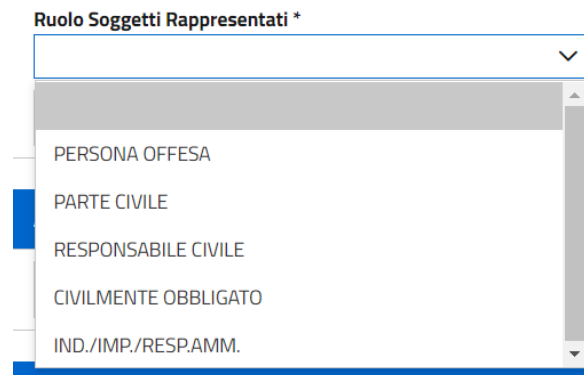 Ruolo Soggetti Rappresentati *
PERSONA OFFESA
PARTE CIVILE
RESPONSABILE CIVILE
CIVILMENTE OBBLIGATO
IND./IMP./RESP.AMM.